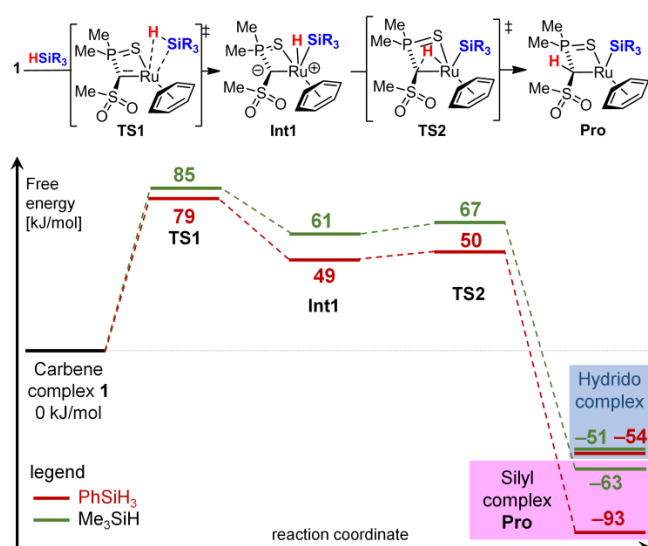 HSiR3
1
Me
Me
P
S
H
SiR3
Ru
Me
S
O
O
‡
TS1
Me
Me
P
S
H
SiR3
⊖
Ru
⊕
Me
S
O
O
Int1
Me
Me
P
S
H
SiR3
Ru
Me
S
O
O
‡
TS2
Me
Me
P
S
SiR3
H
Ru
Me
S
O
O
Pro
Free
energy
[kJ/mol]
85
79
TS1
61
49
Int1
67
50
TS2
Carbene
complex 1
0 kJ/mol
Hydrido
complex
–51 –54
Silyl
complex
Pro
–63
–93
legend
PhSiH3
Me3SiH
reaction coordinate